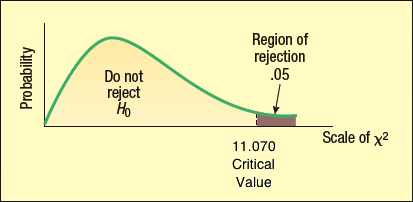 Probability
Do not
reject
H₀
Region of
rejection
.05
11.070
Critical
Value
Scale of χ²